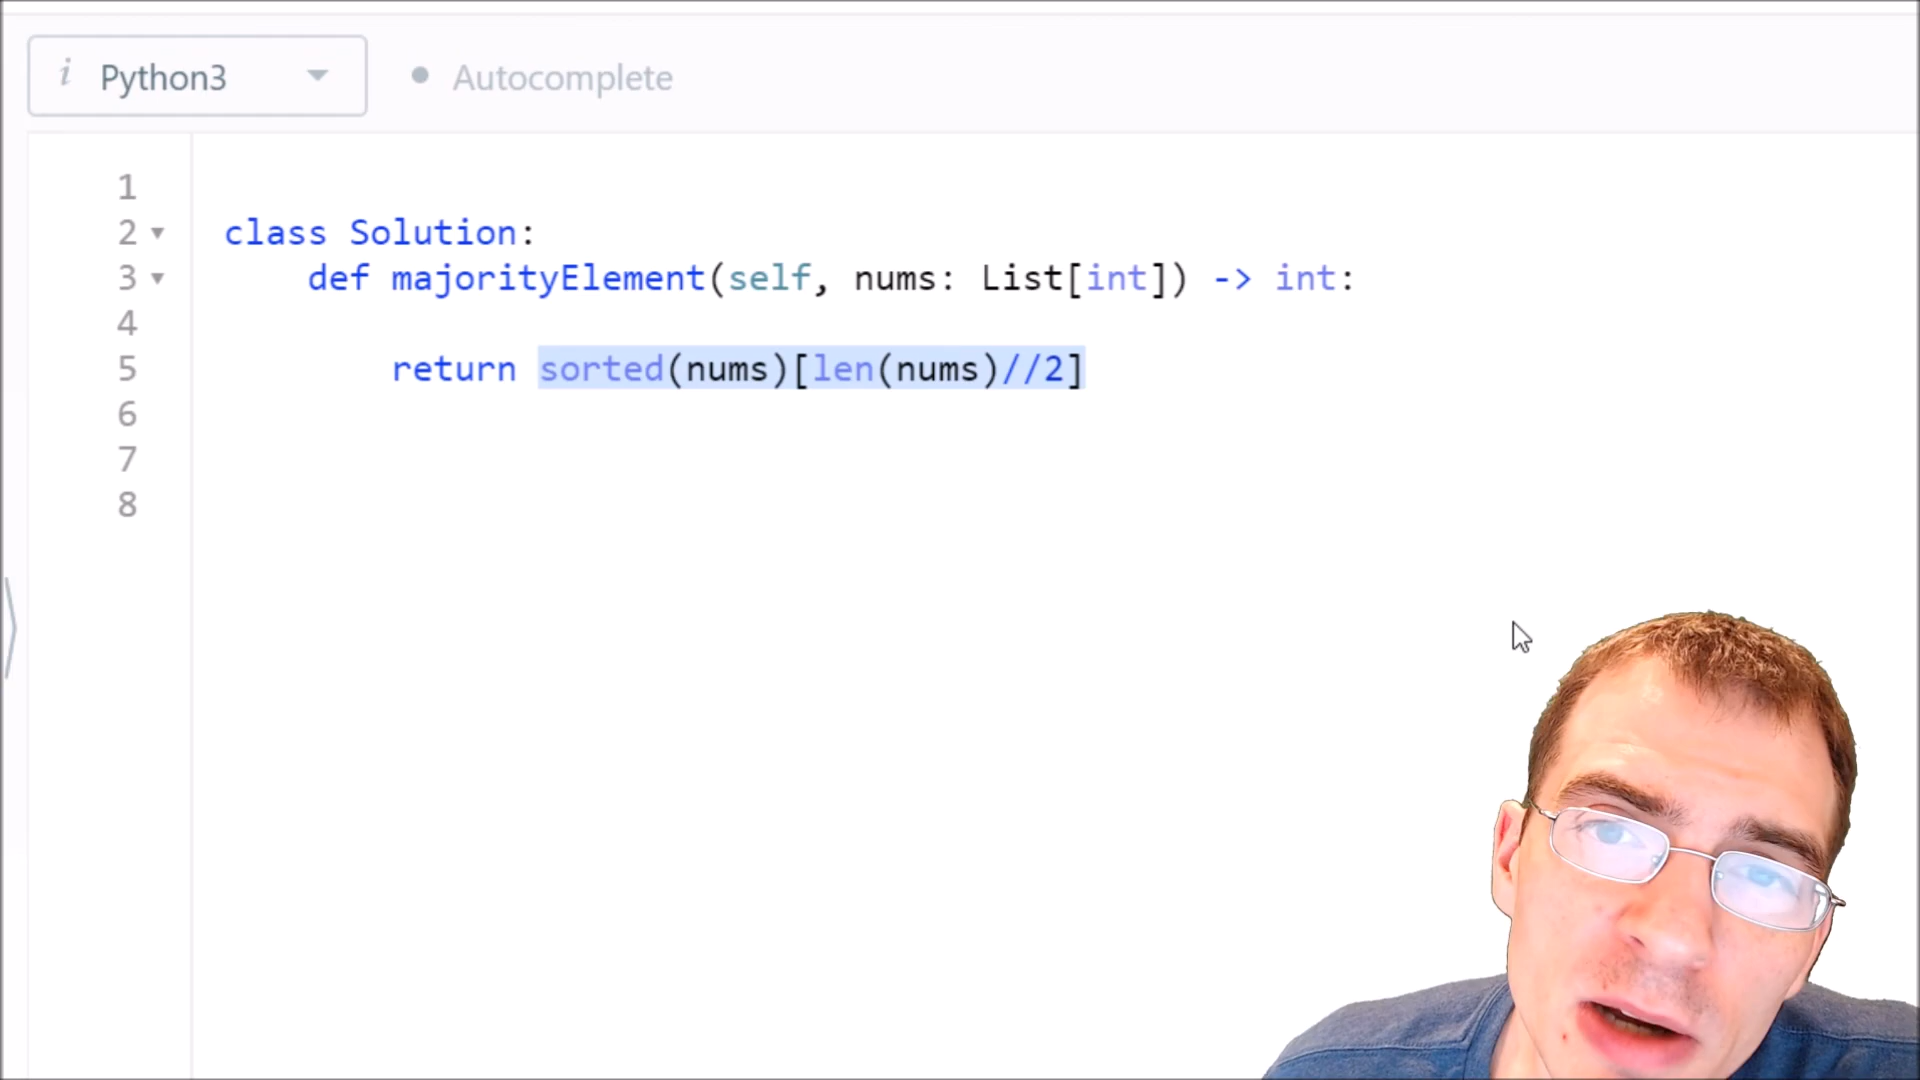 i Python3 Autocomplete
1
2 class Solution:
3 def majorityElement(self, nums: List[int]) -> int:
4
5 return sorted(nums)[len(nums)//2]
6
7
8